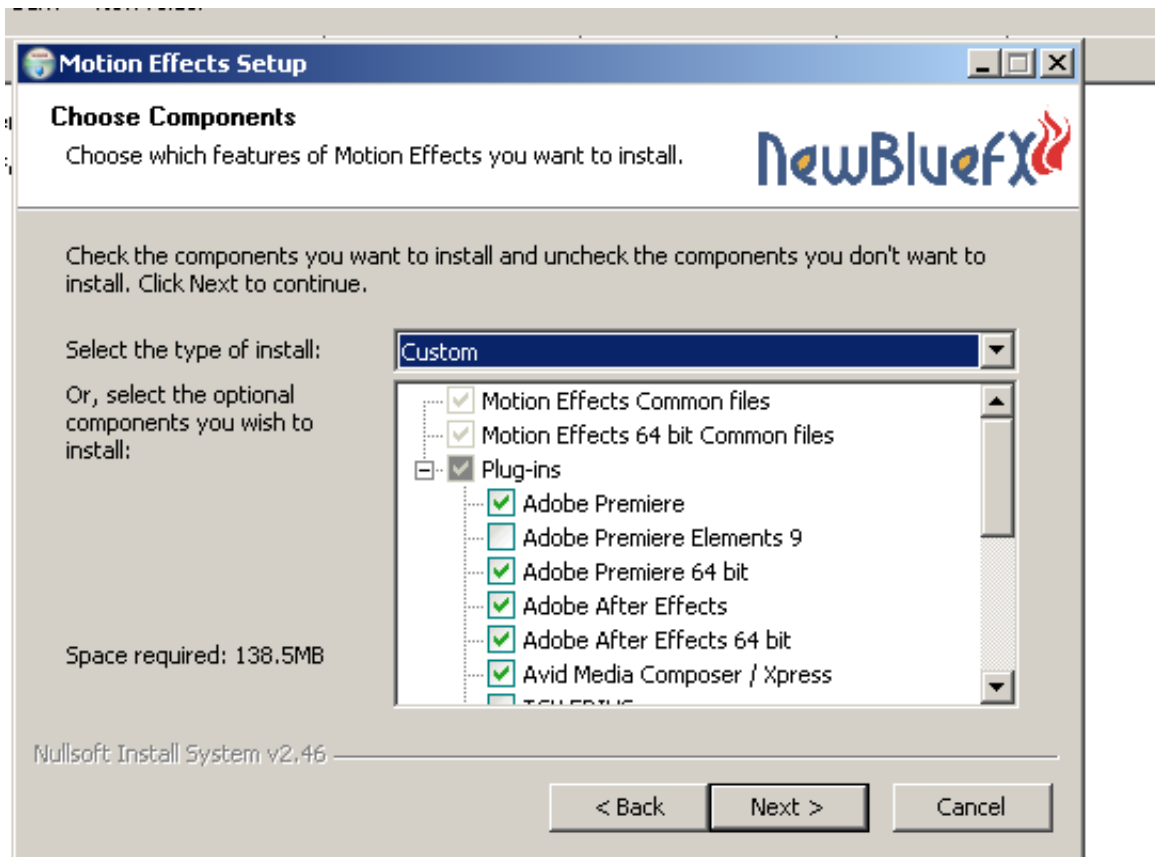 Motion Effects Setup
Choose Components
Choose which features of Motion Effects you want to install.
NewBlueFX
Check the components you want to install and uncheck the components you don't want to
install. Click Next to continue.
Select the type of install:
Custom
Or, select the optional
components you wish to
install:
Motion Effects Common files
Motion Effects 64 bit Common files
Plug-ins
Adobe Premiere
Adobe Premiere Elements 9
Adobe Premiere 64 bit
Adobe After Effects
Adobe After Effects 64 bit
Avid Media Composer / Xpress
Space required: 138.5MB
Nullsoft Install System v2.46
< Back
Next >
Cancel